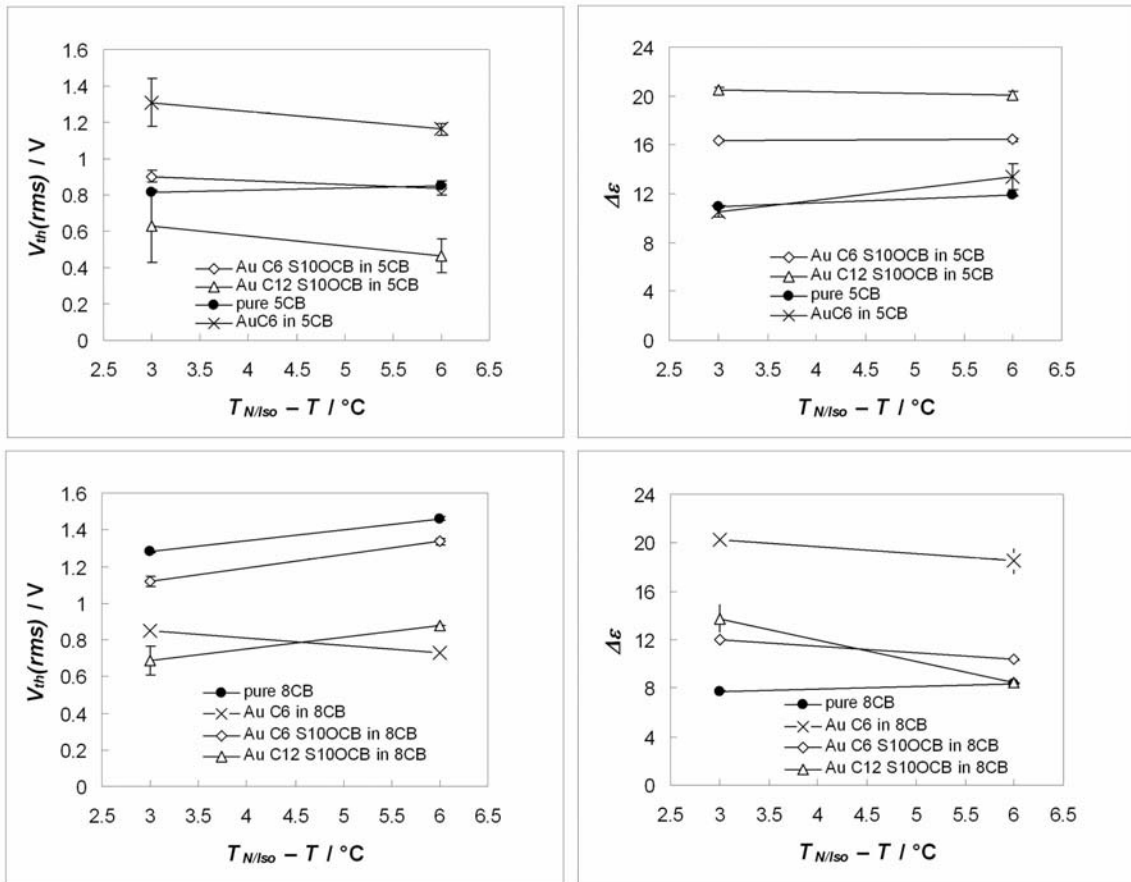 1.6
1.4
1.2
1
0.8
0.6
0.4
0.2
0
Vth(rms) / V
Au C6 S10OCB in 5CB
Au C12 S10OCB in 5CB
pure 5CB
AuC6 in 5CB
2.5 3 3.5 4 4.5 5 5.5 6 6.5
TN/Iso – T / °C
24
20
16
12
8
4
0
Δε
Au C6 S10OCB in 5CB
Au C12 S10OCB in 5CB
pure 5CB
AuC6 in 5CB
2.5 3 3.5 4 4.5 5 5.5 6 6.5
TN/Iso – T / °C
1.6
1.4
1.2
1
0.8
0.6
0.4
0.2
0
Vth(rms) / V
pure 8CB
Au C6 in 8CB
Au C6 S10OCB in 8CB
Au C12 S10OCB in 8CB
2.5 3 3.5 4 4.5 5 5.5 6 6.5
TN/Iso – T / °C
24
20
16
12
8
4
0
Δε
pure 8CB
Au C6 in 8CB
Au C6 S10OCB in 8CB
Au C12 S10OCB in 8CB
2.5 3 3.5 4 4.5 5 5.5 6 6.5
TN/Iso – T / °C